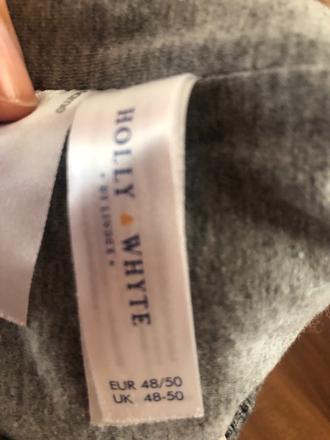 HOLLY WHYTE
BY LINDEX
EUR 48/50
UK 48-50